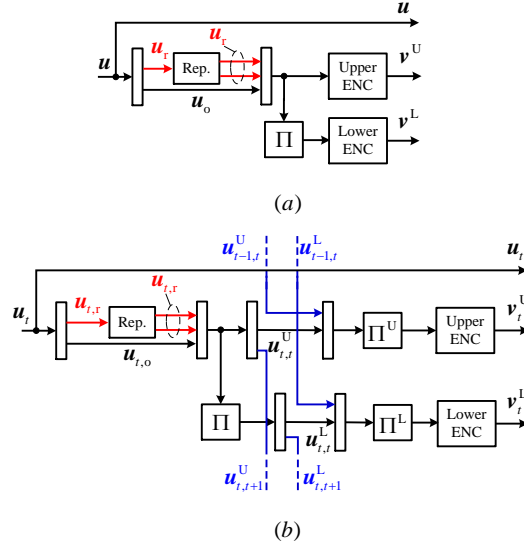 u
u u_r Rep. u_r Upper ENC v^U
u_o
Π Lower ENC v^L
(a)
u^U_{t−1,t} u^L_{t−1,t} u_t
u_t u_{t,r} Rep. u_{t,r} u^U_{t,t} Π^U Upper ENC v^U_t
u_{t,o}
Π u^L_{t,t} Π^L Lower ENC v^L_t
u^U_{t,t+1} u^L_{t,t+1}
(b)